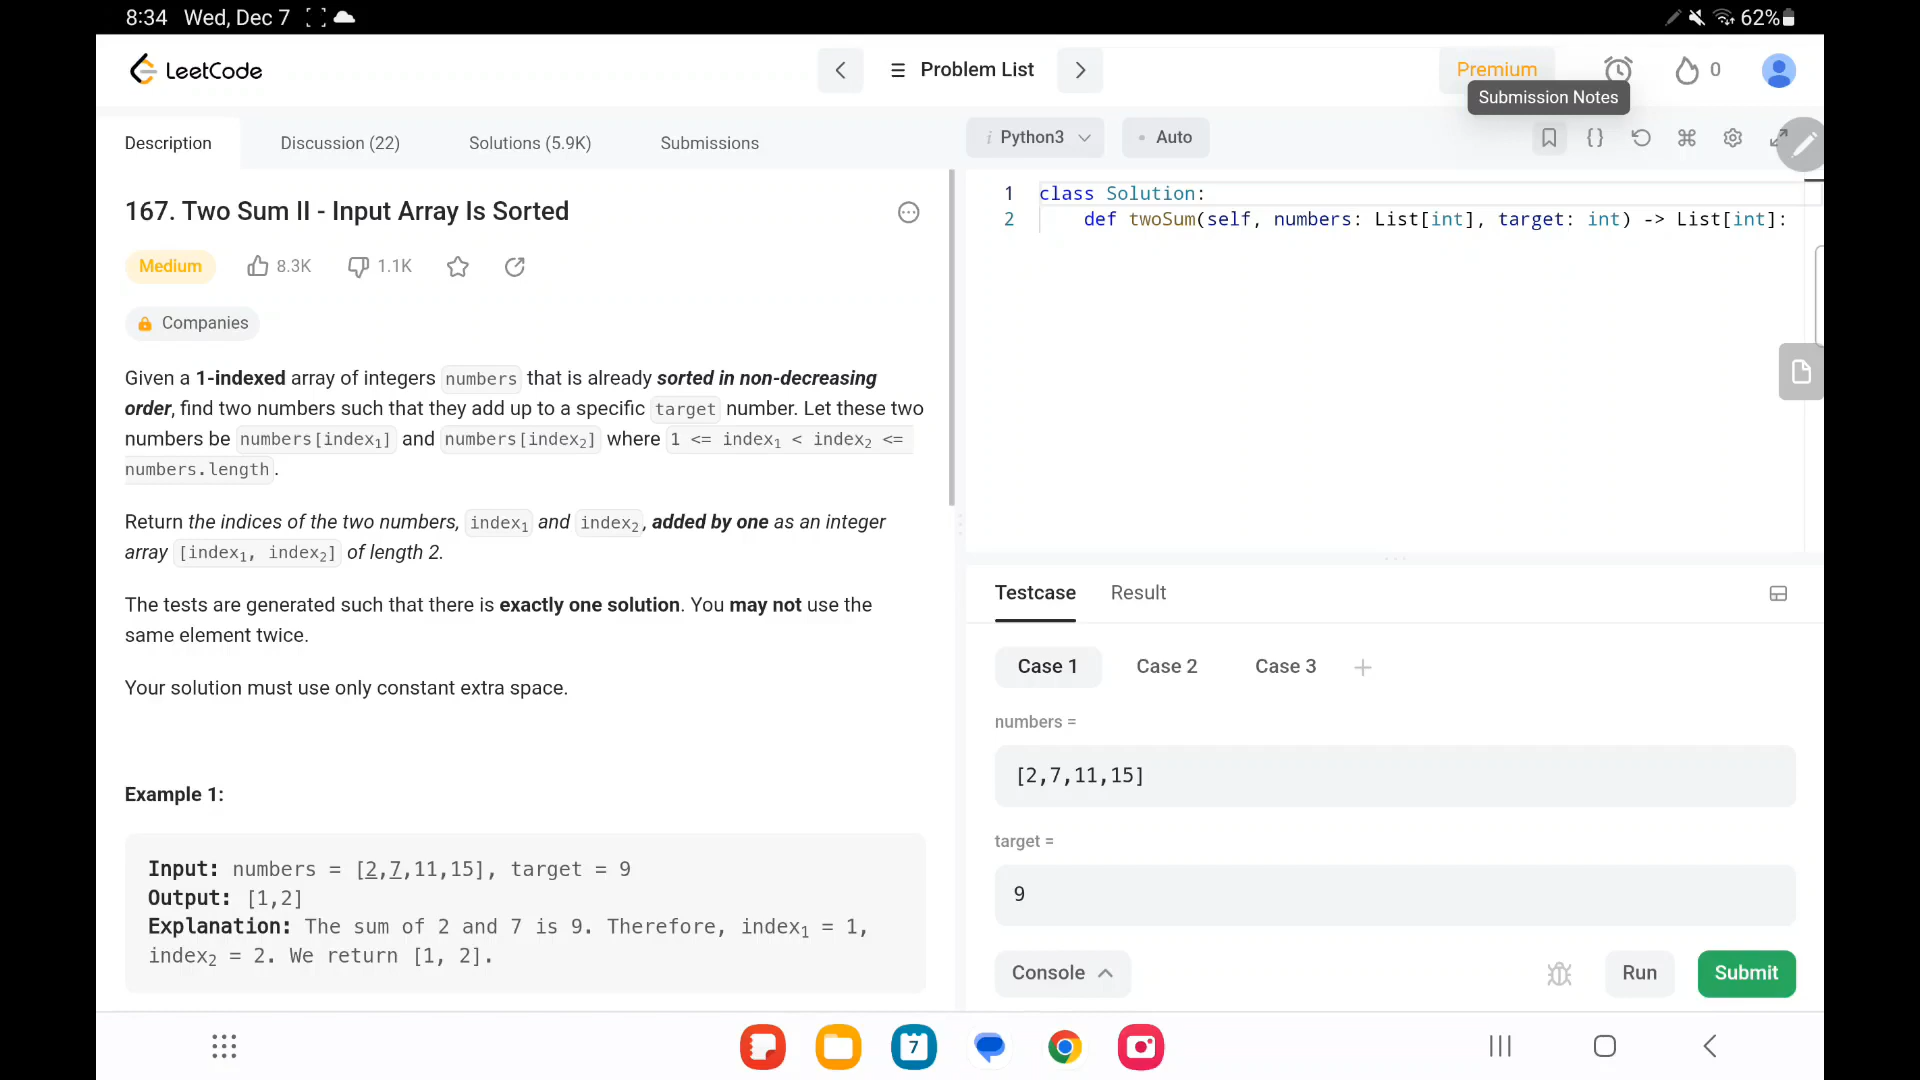 8:34 Wed, Dec 7
62%
LeetCode
Problem List
Premium
0
Submission Notes
Description
Discussion (22)
Solutions (5.9K)
Submissions
i Python3
• Auto
167. Two Sum II - Input Array Is Sorted
Medium
8.3K
1.1K
Companies
Given a 1-indexed array of integers numbers that is already sorted in non-decreasing
order, find two numbers such that they add up to a specific target number. Let these two
numbers be numbers[index₁] and numbers[index₂] where 1 <= index₁ < index₂ <=
numbers.length.
Return the indices of the two numbers, index₁ and index₂, added by one as an integer
array [index₁, index₂] of length 2.
The tests are generated such that there is exactly one solution. You may not use the
same element twice.
Your solution must use only constant extra space.
Example 1:
Input: numbers = [2,7,11,15], target = 9
Output: [1,2]
Explanation: The sum of 2 and 7 is 9. Therefore, index₁ = 1,
index₂ = 2. We return [1, 2].
1 class Solution:
2 def twoSum(self, numbers: List[int], target: int) -> List[int]:
Testcase
Result
Case 1
Case 2
Case 3
+
numbers =
[2,7,11,15]
target =
9
Console
Run
Submit
7